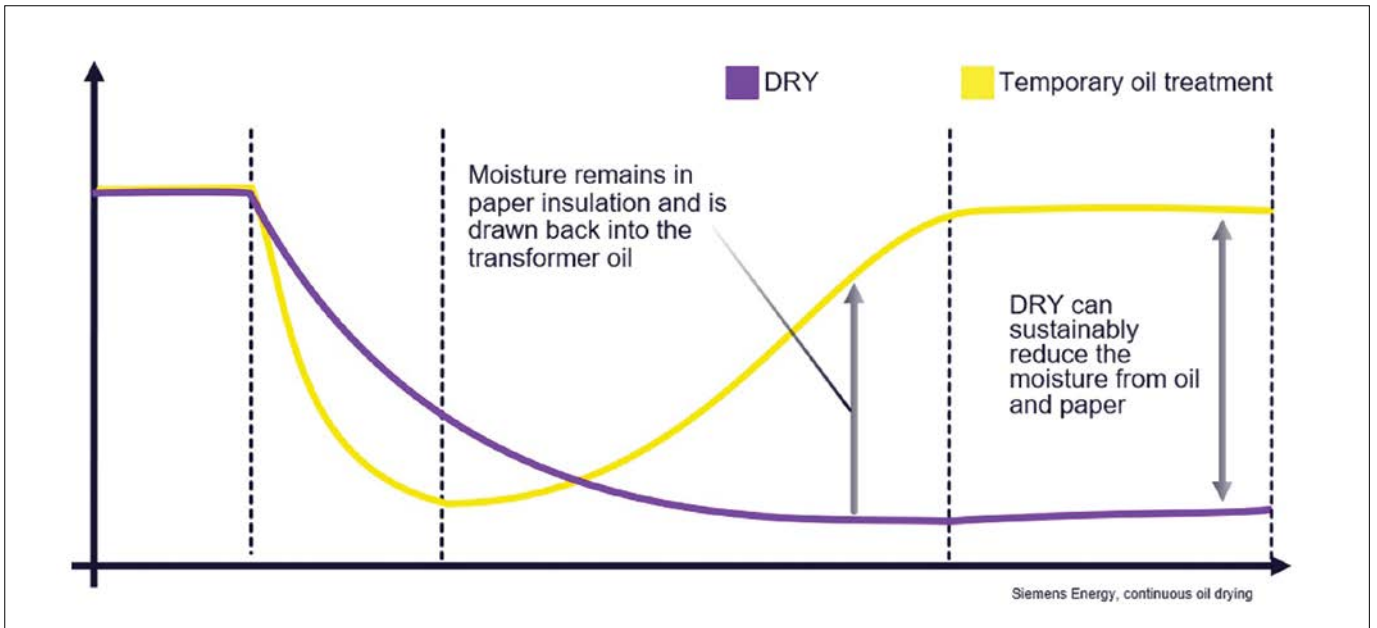 DRY
Temporary oil treatment
Moisture remains in
paper insulation and is
drawn back into the
transformer oil
DRY can
sustainably
reduce the
moisture from oil
and paper
Siemens Energy, continuous oil drying